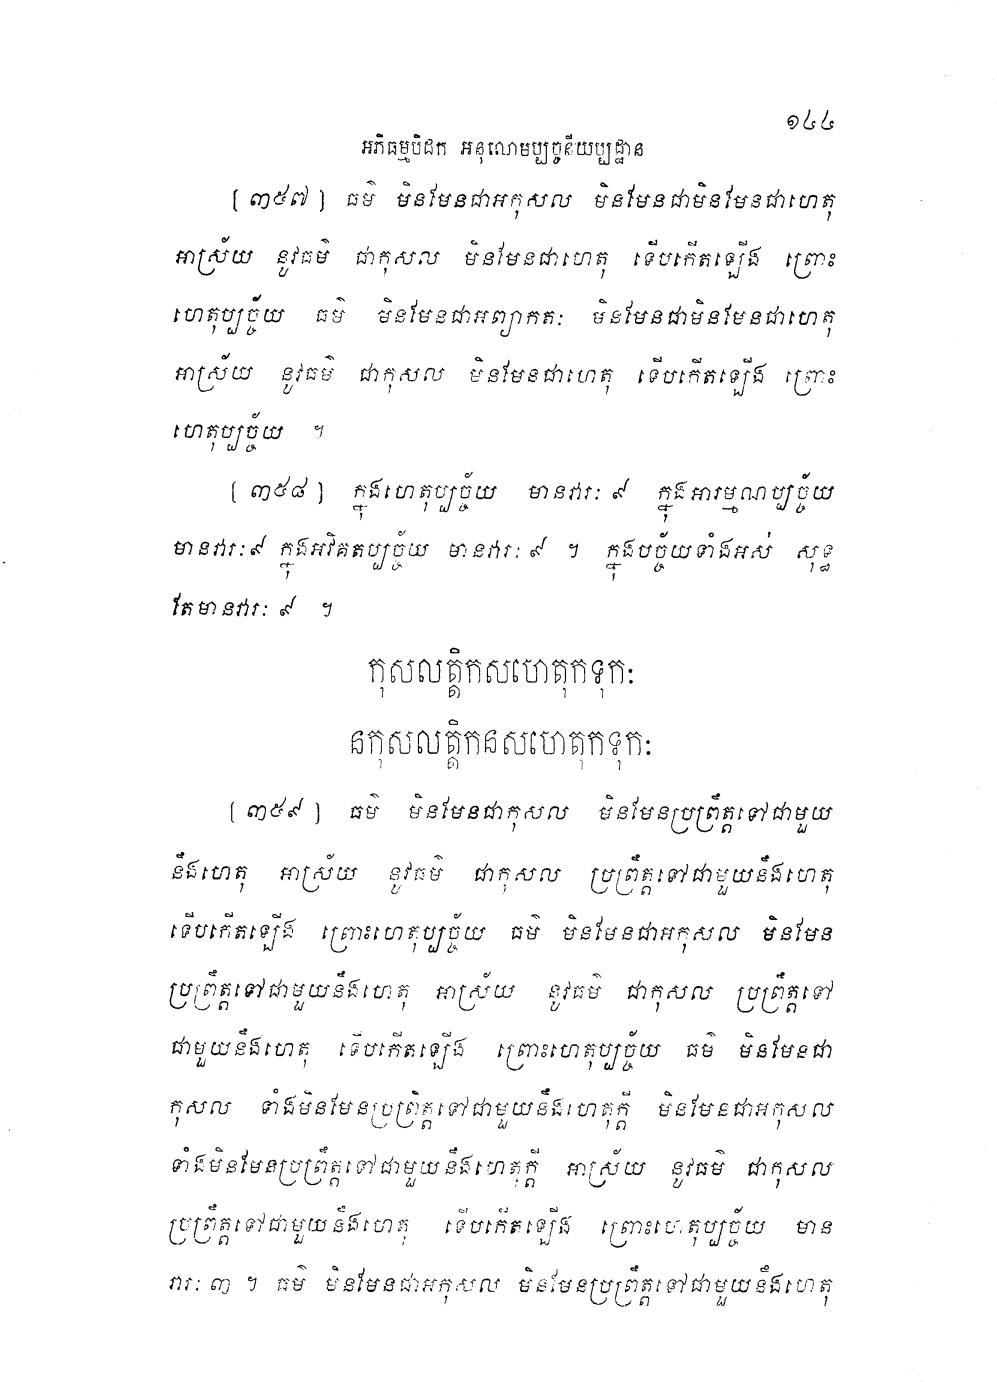 ១៤៤
អភិធម្មបិដក អនុលោមប្បច្ចនីយប្បដ្ឋាន
[ ៣៥៧ ] ធម៌ មិនមែនជាអកុសល មិនមែនជាមិនមែនជាហេតុ
អាស្រ័យ នូវធម៌ ជាកុសល មិនមែនជាហេតុ ទើបកើតឡើង ព្រោះ
ហេតុប្បច្ច័យ ធម៌ មិនមែនជាអព្យាកតៈ មិនមែនជាមិនមែនជាហេតុ
អាស្រ័យ នូវធម៌ ជាកុសល មិនមែនជាហេតុ ទើបកើតឡើង ព្រោះ
ហេតុប្បច្ច័យ ។
[ ៣៥៨ ] ក្នុងហេតុប្បច្ច័យ មានវារៈ ៩ ក្នុងអារម្មណប្បច្ច័យ
មានវារៈ ៩ ក្នុងអវិគតប្បច្ច័យ មានវារៈ ៩ ។ ក្នុងបច្ច័យទាំងអស់ សុទ្ធ
តែមានវារៈ ៩ ។
កុសលត្តិកសហេតុកទុកៈ
នកុសលត្តិកនសហេតុកទុកៈ
[ ៣៥៩ ] ធម៌ មិនមែនជាកុសល មិនមែនប្រព្រឹត្តទៅជាមួយ
នឹងហេតុ អាស្រ័យ នូវធម៌ ជាកុសល ប្រព្រឹត្តទៅជាមួយនឹងហេតុ
ទើបកើតឡើង ព្រោះហេតុប្បច្ច័យ ធម៌ មិនមែនជាអកុសល មិនមែន
ប្រព្រឹត្តទៅជាមួយនឹងហេតុ អាស្រ័យ នូវធម៌ ជាកុសល ប្រព្រឹត្តទៅ
ជាមួយនឹងហេតុ ទើបកើតឡើង ព្រោះហេតុប្បច្ច័យ ធម៌ មិនមែនជា
កុសល ទាំងមិនមែនប្រព្រឹត្តទៅជាមួយនឹងហេតុក្តី មិនមែនជាអកុសល
ទាំងមិនមែនប្រព្រឹត្តទៅជាមួយនឹងហេតុក្តី អាស្រ័យ នូវធម៌ ជាកុសល
ប្រព្រឹត្តទៅជាមួយនឹងហេតុ ទើបកើតឡើង ព្រោះហេតុប្បច្ច័យ មាន
វារៈ ៣ ។ ធម៌ មិនមែនជាអកុសល មិនមែនប្រព្រឹត្តទៅជាមួយនឹងហេតុ